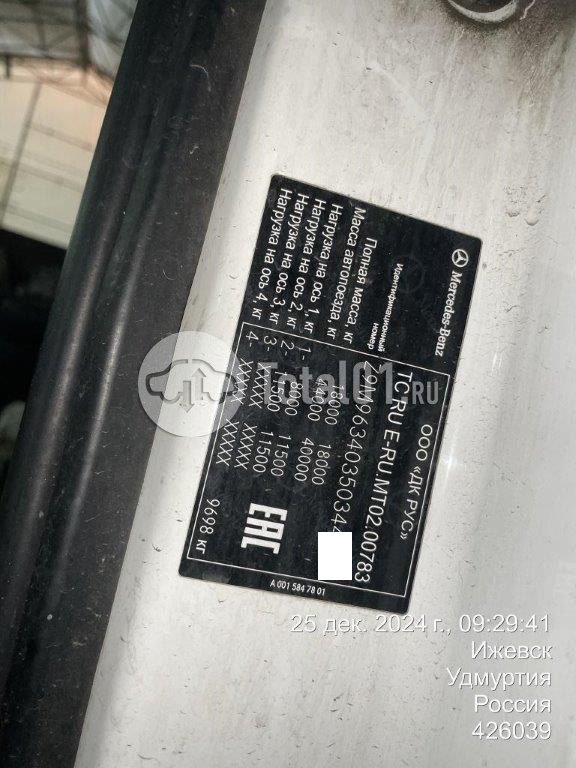 Mercedes-Benz
ООО «ДК РУС»
ТС RU Е-RU.МТ02.00783
Идентификационный номер
Z9M9634035034
Полная масса, кг 18000 18000
Масса автопоезда, кг 44000 40000
Нагрузка на ось 1, кг 1-
Нагрузка на ось 2, кг 2- 11500 11500
Нагрузка на ось 3, кг 3 XXXX XXXX
Нагрузка на ось 4, кг 4 XXXX XXXX
EAC
9698 кг
A 001 584 78 01
Total01.RU
25 дек. 2024 г., 09:29:41
Ижевск
Удмуртия
Россия
426039